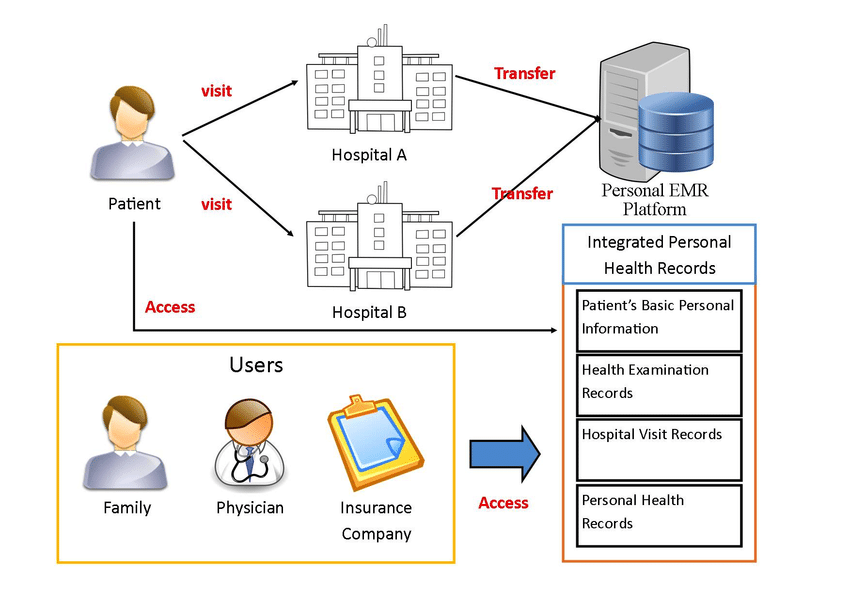 visit
Transfer
Hospital A
Patient
visit
Transfer
Personal EMR
Platform
Hospital B
Access
Integrated Personal
Health Records
Patient’s Basic Personal
Information
Health Examination
Records
Hospital Visit Records
Personal Health
Records
Users
Family
Physician
Insurance
Company
Access